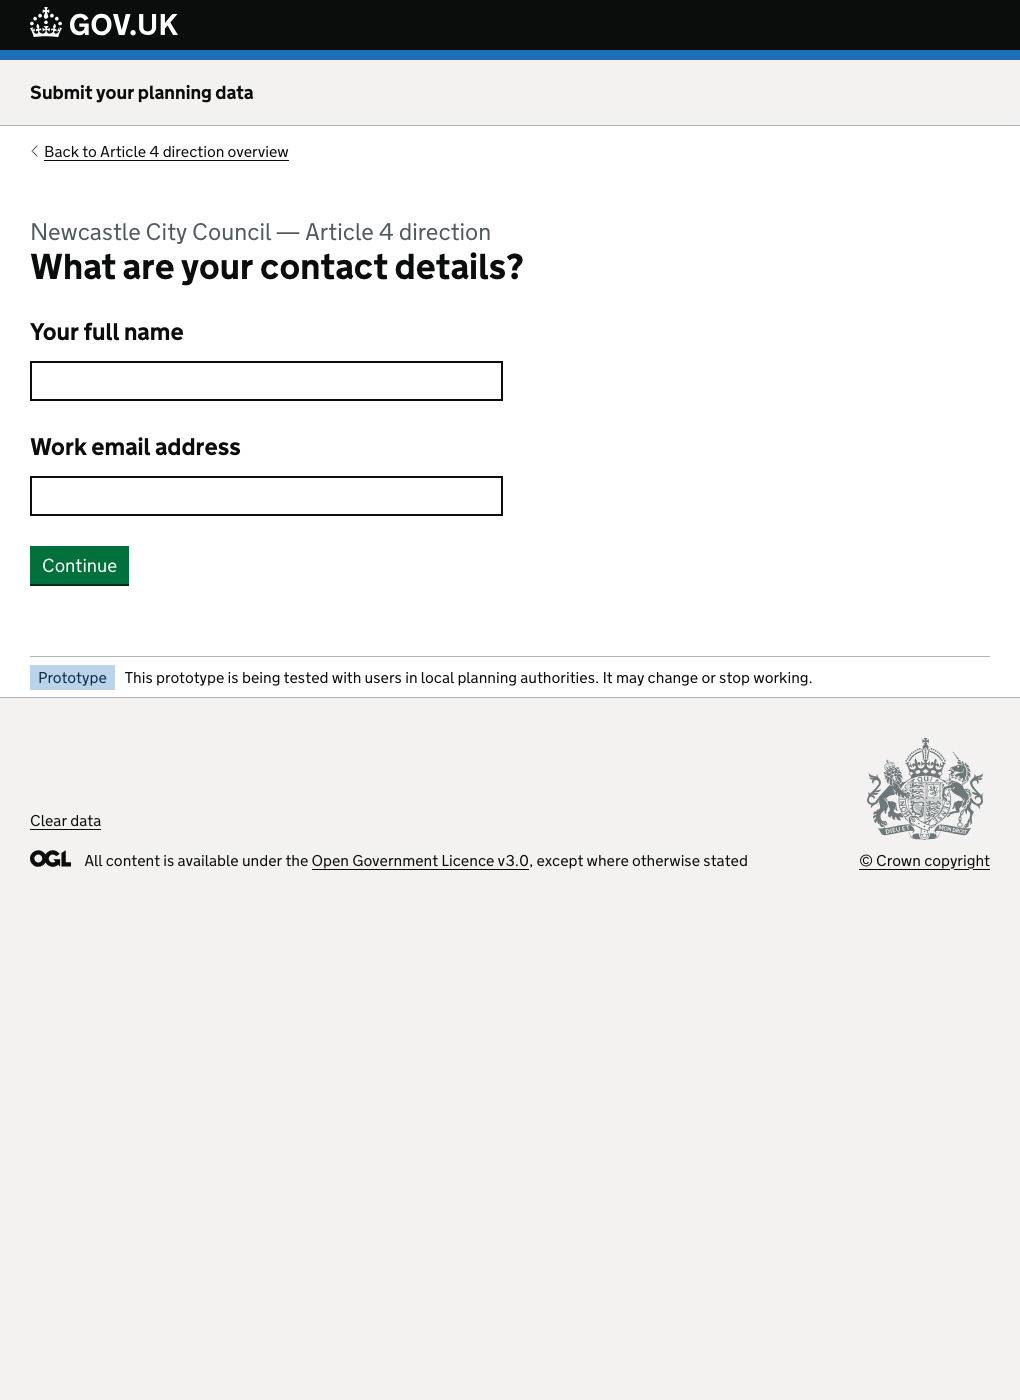 GOV.UK
Submit your planning data
Back to Article 4 direction overview
Newcastle City Council — Article 4 direction
What are your contact details?
Your full name
Work email address
Continue
Prototype This prototype is being tested with users in local planning authorities. It may change or stop working.
Clear data
OGL All content is available under the Open Government Licence v3.0, except where otherwise stated
© Crown copyright